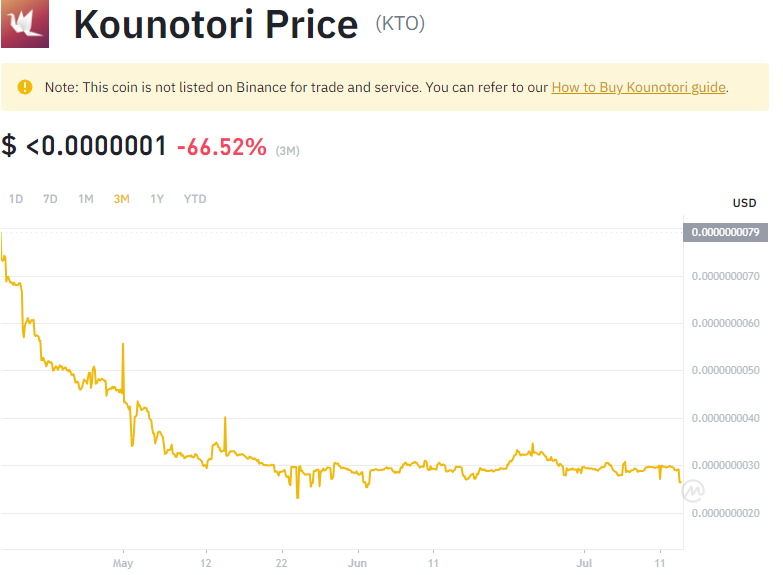 Kounotori Price (KTO)
Note: This coin is not listed on Binance for trade and service. You can refer to our How to Buy Kounotori guide.
$ <0.0000001 -66.52% (3M)
1D 7D 1M 3M 1Y YTD
USD
0.0000000079
0.0000000070
0.0000000060
0.0000000050
0.0000000040
0.0000000030
0.0000000020
May 12 22 Jun 11 Jul 11